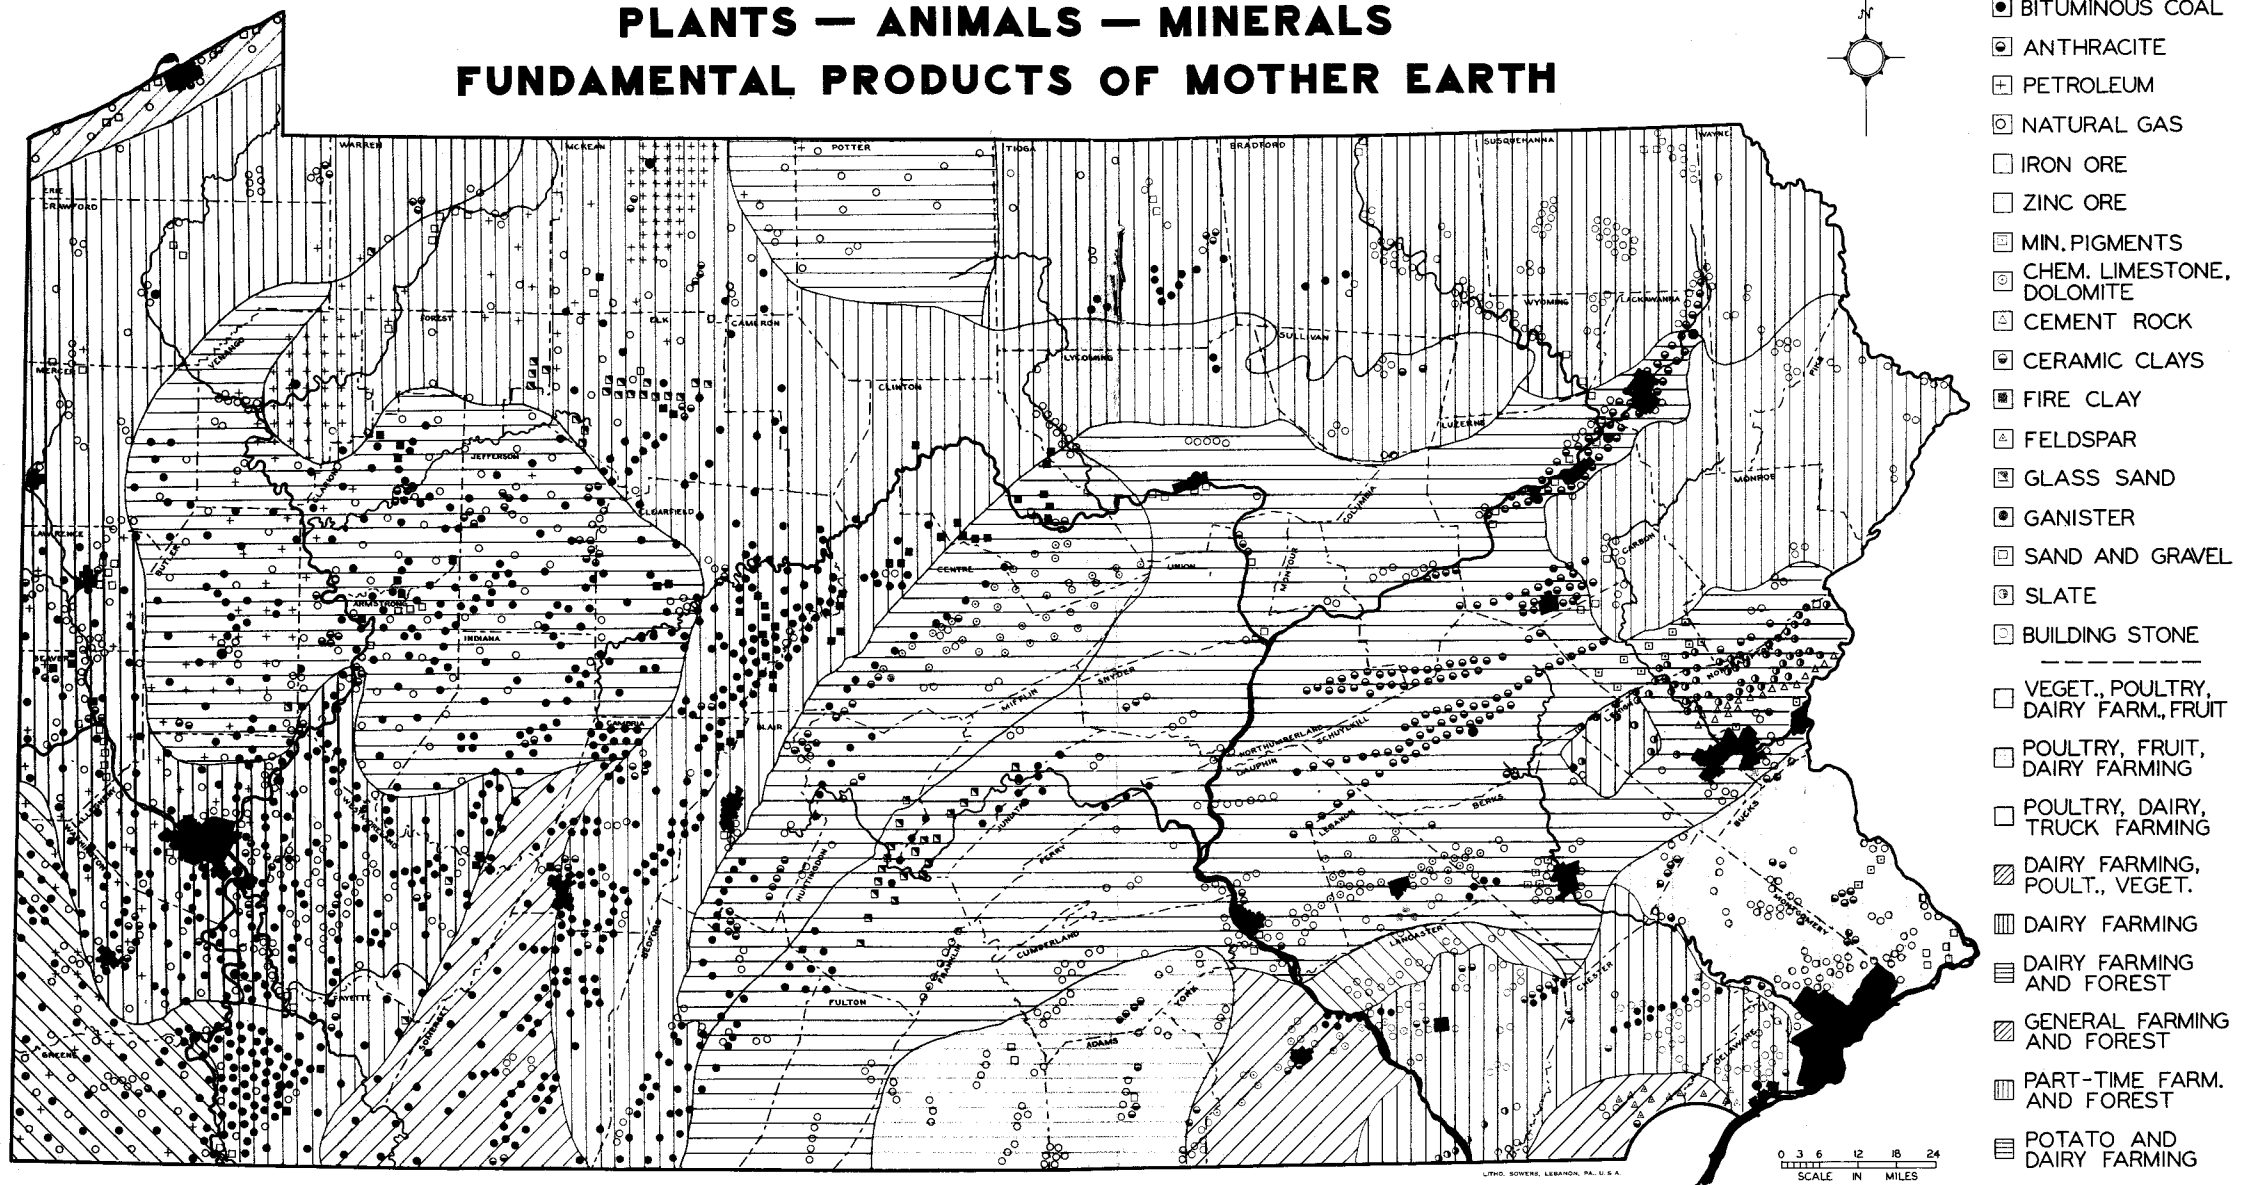 PLANTS — ANIMALS — MINERALS
FUNDAMENTAL PRODUCTS OF MOTHER EARTH
N
BITUMINOUS COAL
ANTHRACITE
PETROLEUM
NATURAL GAS
IRON ORE
ZINC ORE
MIN. PIGMENTS
CHEM. LIMESTONE,
DOLOMITE
CEMENT ROCK
CERAMIC CLAYS
FIRE CLAY
FELDSPAR
GLASS SAND
GANISTER
SAND AND GRAVEL
SLATE
BUILDING STONE
VEGET., POULTRY,
DAIRY FARM., FRUIT
POULTRY, FRUIT,
DAIRY FARMING
POULTRY, DAIRY,
TRUCK FARMING
DAIRY FARMING,
POULT., VEGET.
DAIRY FARMING
DAIRY FARMING
AND FOREST
GENERAL FARMING
AND FOREST
PART-TIME FARM.
AND FOREST
POTATO AND
DAIRY FARMING
ERIE
CRAWFORD
WARREN
MCKEAN
POTTER
TIOGA
BRADFORD
SUSQUEHANNA
WAYNE
FOREST
ELK
CAMERON
WYOMING
LACKAWANNA
SULLIVAN
MERCER
VENANGO
LYCOMING
CLINTON
PIKE
LUZERNE
JEFFERSON
CLARION
MONROE
CLEARFIELD
COLUMBIA
LAWRENCE
BUTLER
CENTRE
UNION
MONTOUR
CARBON
ARMSTRONG
INDIANA
BEAVER
SNYDER
MIFFLIN
NORTHAMPTON
LEHIGH
CAMBRIA
BLAIR
NORTHUMBERLAND
SCHUYLKILL
DAUPHIN
ALLEGHENY
WESTMORELAND
JUNIATA
BERKS
BUCKS
WASHINGTON
LEBANON
PERRY
HUNTINGDON
MONTGOMERY
BEDFORD
CUMBERLAND
LANCASTER
FRANKLIN
CHESTER
FAYETTE
FULTON
YORK
SOMERSET
ADAMS
DELAWARE
GREENE
LITHO. SOWERS, LEBANON, PA. U.S.A.
0 3 6 12 18 24
SCALE IN MILES